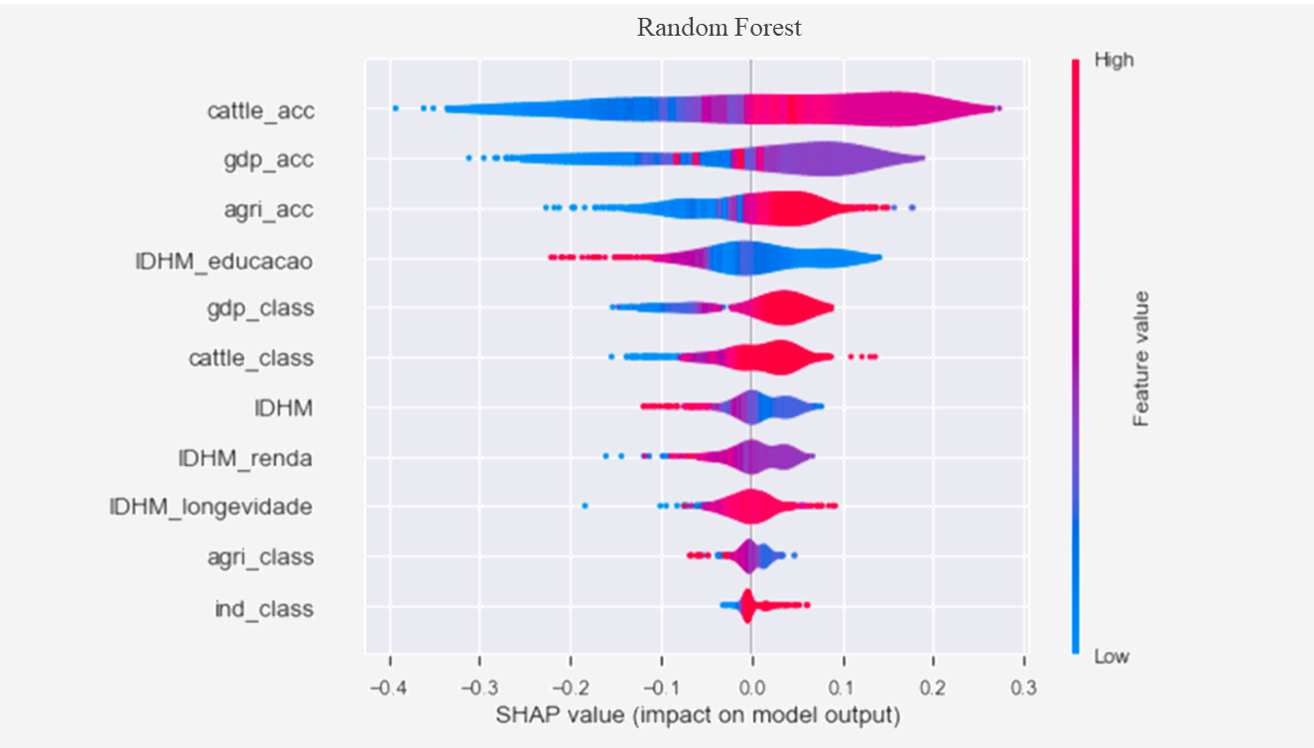 Random Forest
High
cattle_acc
gdp_acc
agri_acc
IDHM_educacao
gdp_class
cattle_class
IDHM
IDHM_renda
IDHM_longevidade
agri_class
ind_class
Feature value
Low
−0.4 −0.3 −0.2 −0.1 0.0 0.1 0.2 0.3
SHAP value (impact on model output)